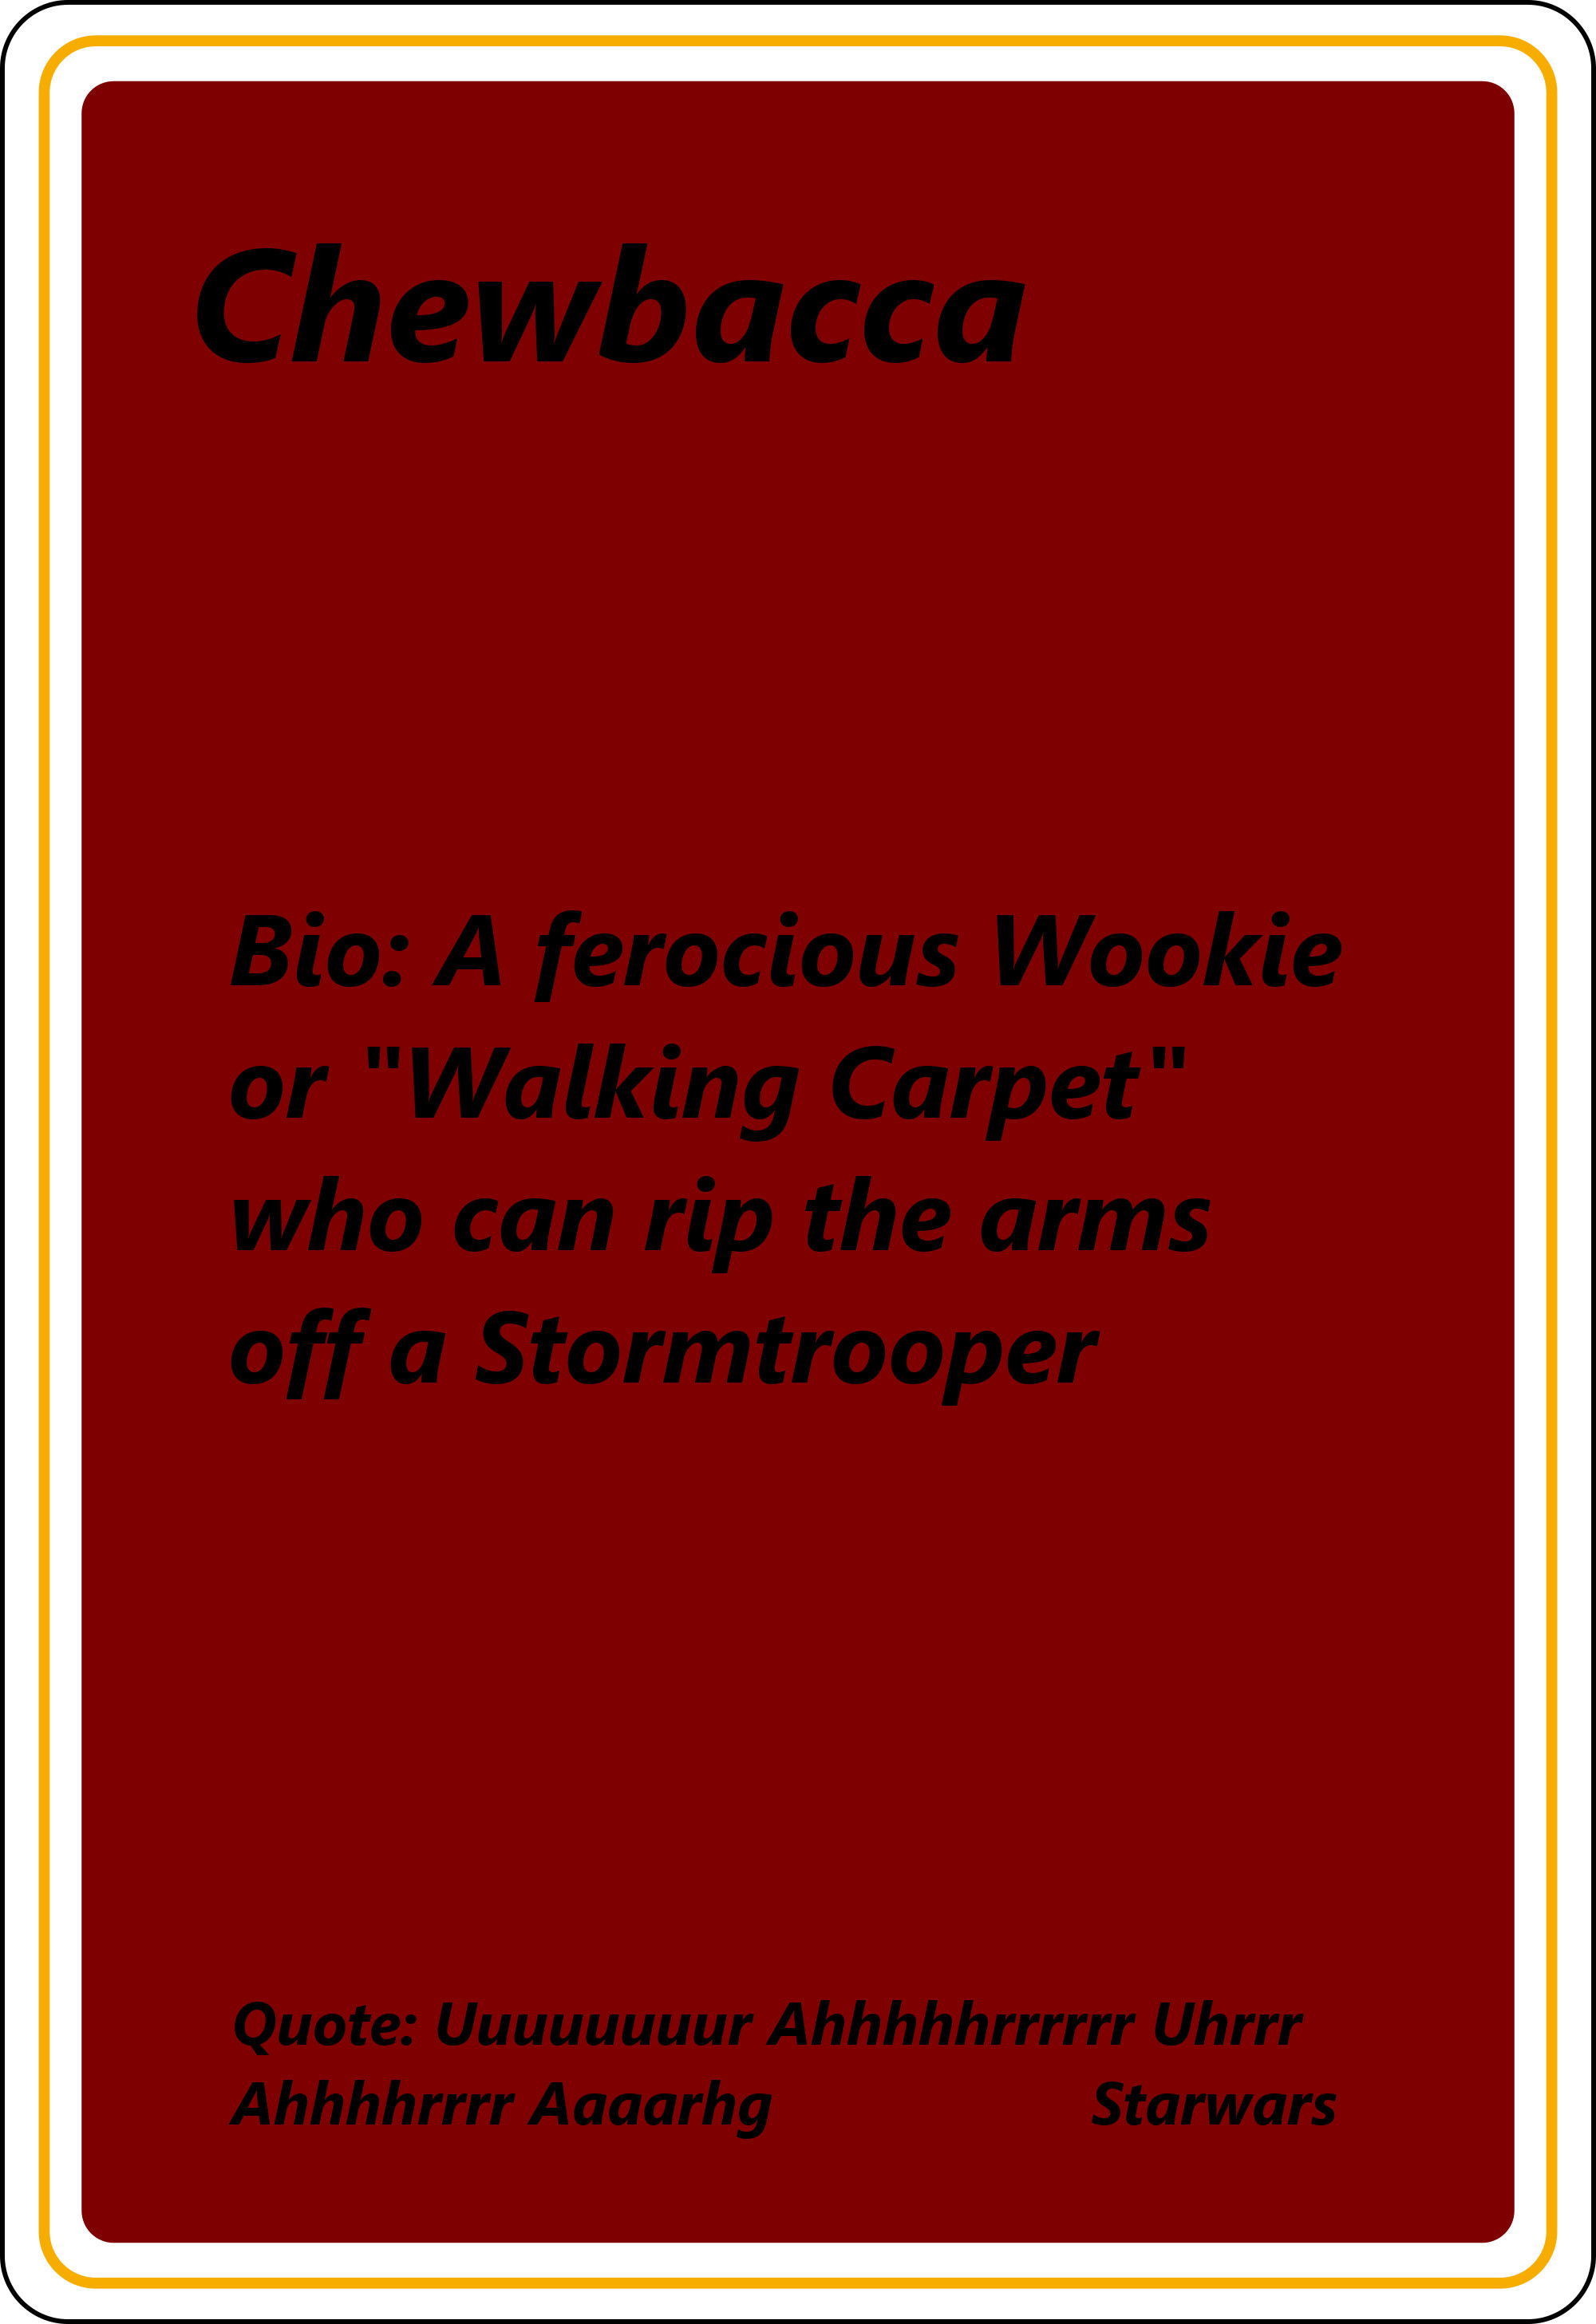 Chewbacca
Bio: A ferocious Wookie
or "Walking Carpet"
who can rip the arms
off a Stormtrooper
Quote: Uuuuuuuur Ahhhhhrrrrrr Uhrrr
Ahhhhrrrr Aaaarhg Starwars